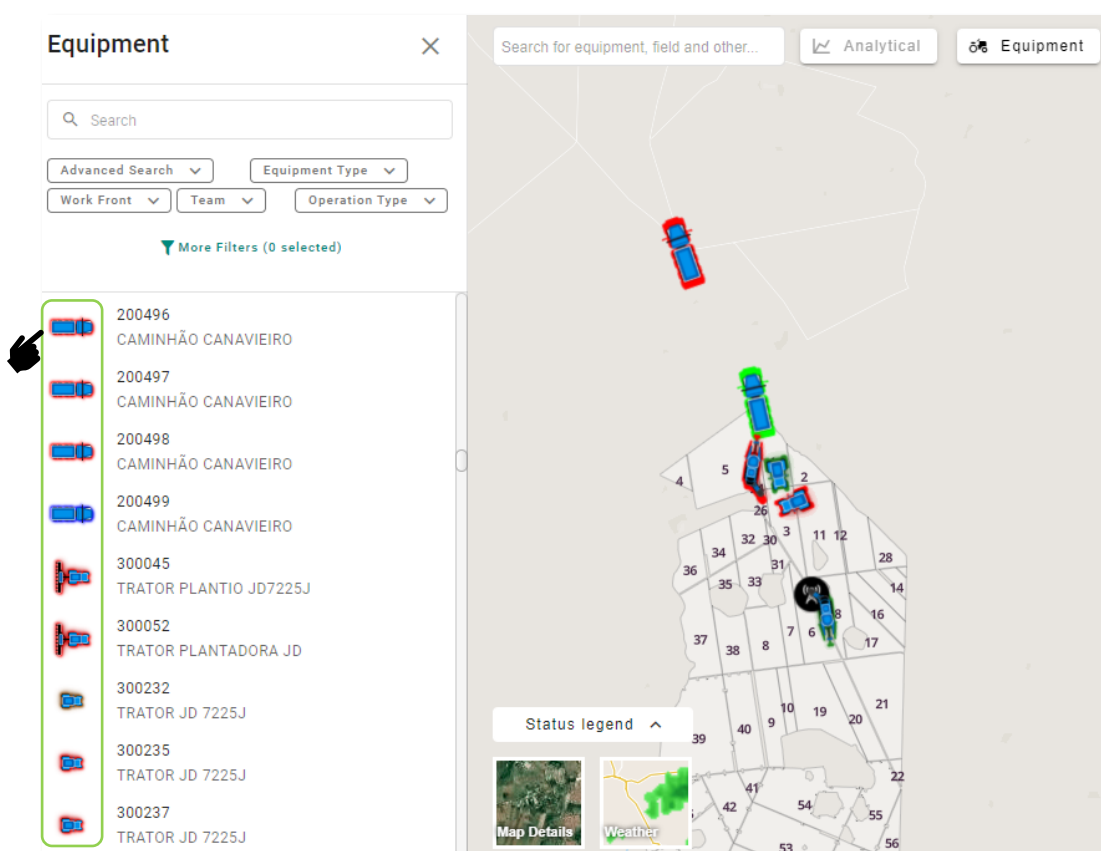 Equipment
Search
Advanced Search
Equipment Type
Work Front
Team
Operation Type
More Filters (0 selected)
200496
CAMINHÃO CANAVIEIRO
200497
CAMINHÃO CANAVIEIRO
200498
CAMINHÃO CANAVIEIRO
200499
CAMINHÃO CANAVIEIRO
300045
TRATOR PLANTIO JD7225J
300052
TRATOR PLANTADORA JD
300232
TRATOR JD 7225J
300235
TRATOR JD 7225J
300237
TRATOR JD 7225J
Search for equipment, field and other...
Analytical
Equipment
5
4
2
26
3
32
30
11
12
34
31
28
36
35
33
14
16
6
7
8
17
37
38
8
10
19
21
20
9
40
39
22
41
42
54
55
53
56
Status legend
Map Details
Weather